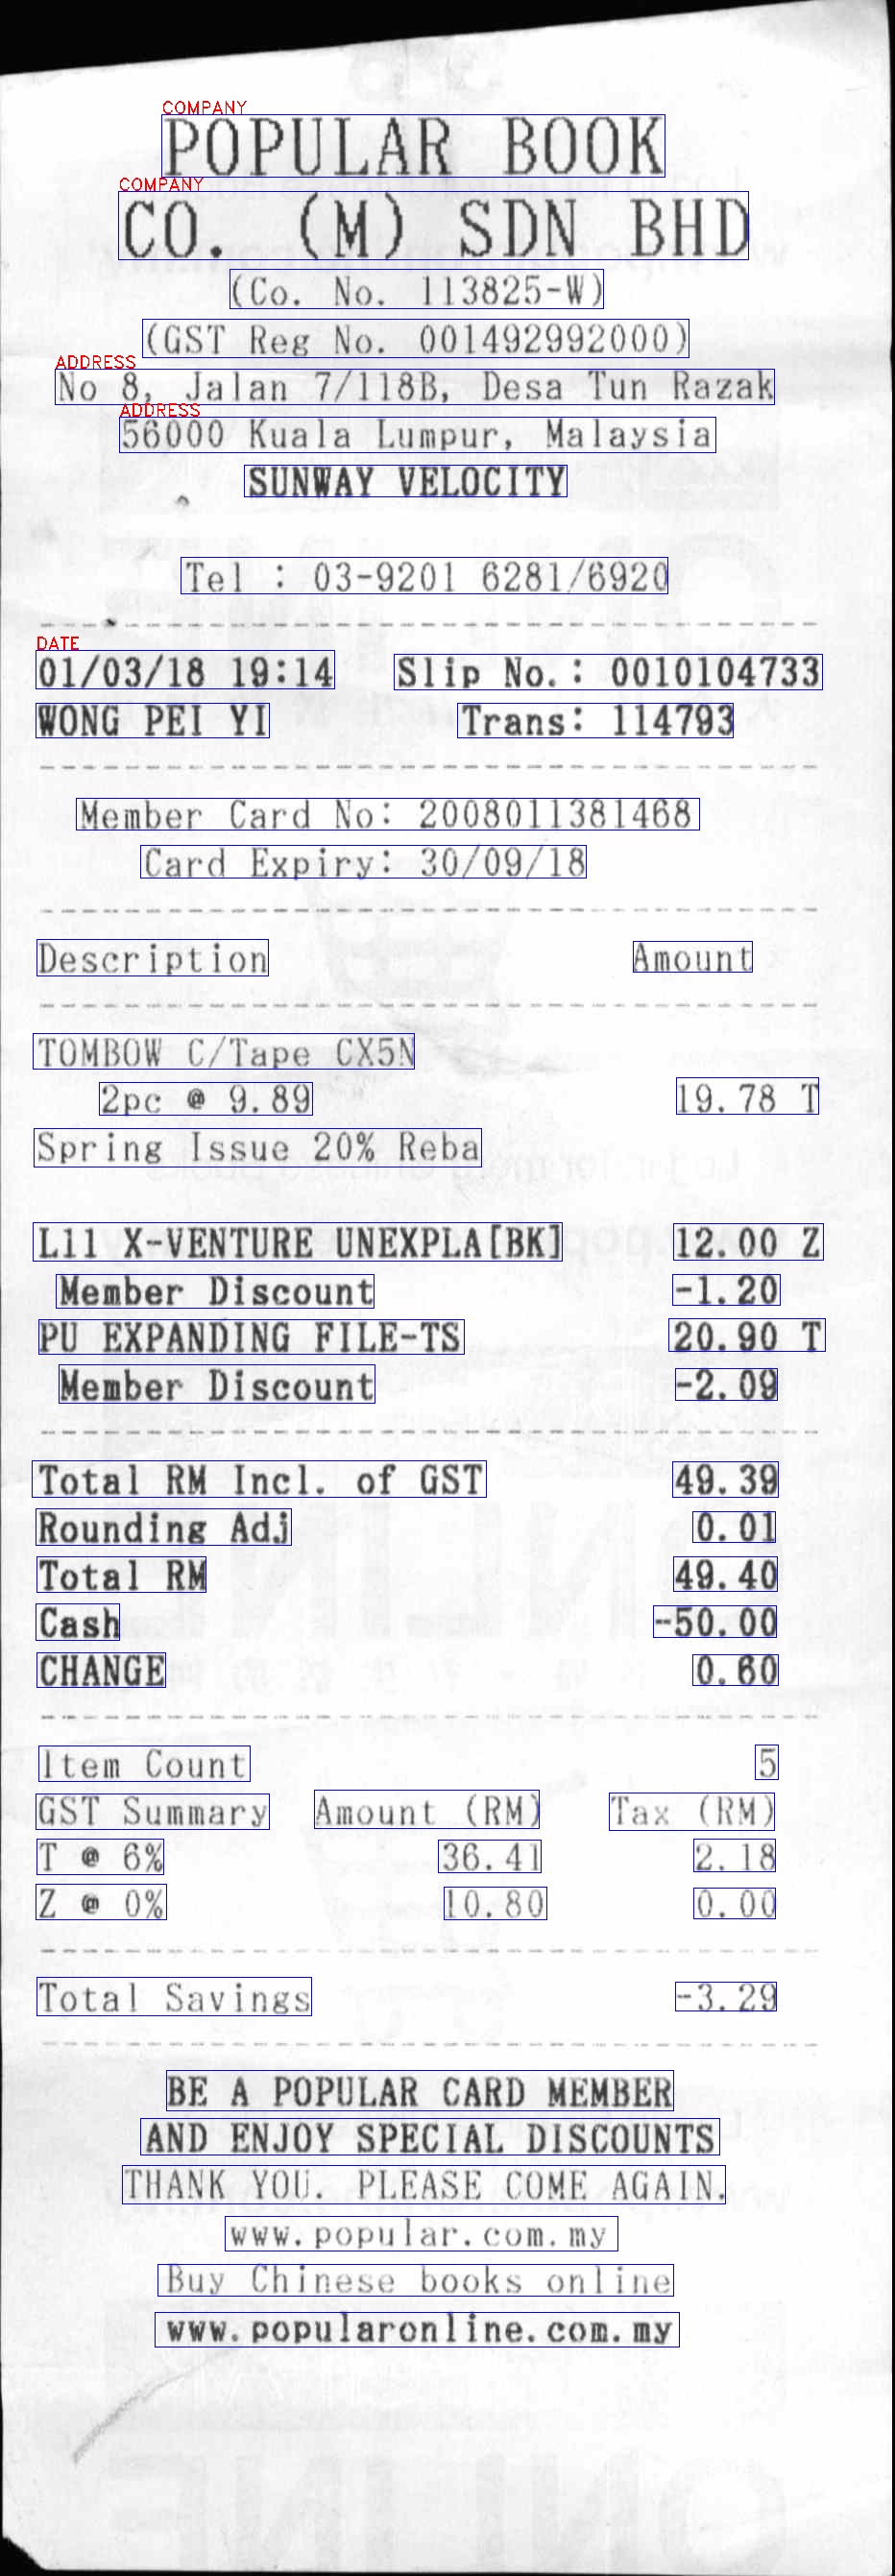 COMPANY
POPULAR BOOK
COMPANY
CO. (M) SDN BHD
(Co. No. 113825-W)
(GST Reg No. 001492992000)
ADDRESS
No 8, Jalan 7/118B, Desa Tun Razak
ADDRESS
56000 Kuala Lumpur, Malaysia
SUNWAY VELOCITY
Tel : 03-9201 6281/6920
DATE
01/03/18 19:14 Slip No.: 0010104733
WONG PEI YI Trans: 114793
Member Card No: 2008011381468
Card Expiry: 30/09/18
Description Amount
TOMBOW C/Tape CX5N
2pc @ 9.89 19.78 T
Spring Issue 20% Reba
L11 X-VENTURE UNEXPLA[BK] 12.00 Z
Member Discount -1.20
PU EXPANDING FILE-TS 20.90 T
Member Discount -2.09
Total RM Incl. of GST 49.39
Rounding Adj 0.01
Total RM 49.40
Cash -50.00
CHANGE 0.60
Item Count 5
GST Summary Amount (RM) Tax (RM)
T @ 6% 36.41 2.18
Z @ 0% 10.80 0.00
Total Savings -3.29
BE A POPULAR CARD MEMBER
AND ENJOY SPECIAL DISCOUNTS
THANK YOU. PLEASE COME AGAIN.
www.popular.com.my
Buy Chinese books online
www.popularonline.com.my